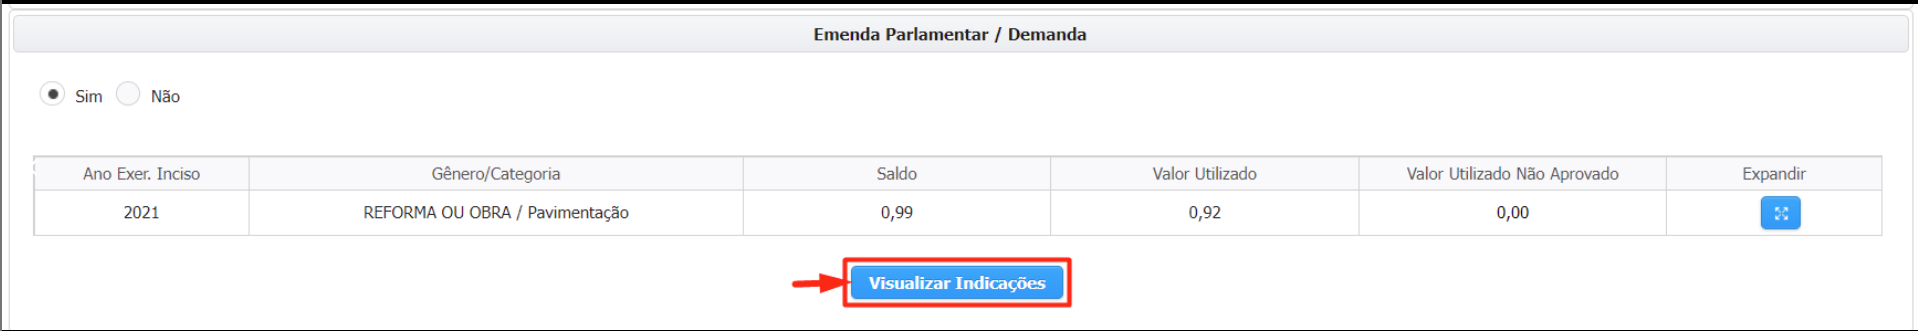 Emenda Parlamentar / Demanda
Sim Não
Ano Exer. Inciso Gênero/Categoria Saldo Valor Utilizado Valor Utilizado Não Aprovado Expandir
2021 REFORMA OU OBRA / Pavimentação 0,99 0,92 0,00
Visualizar Indicações